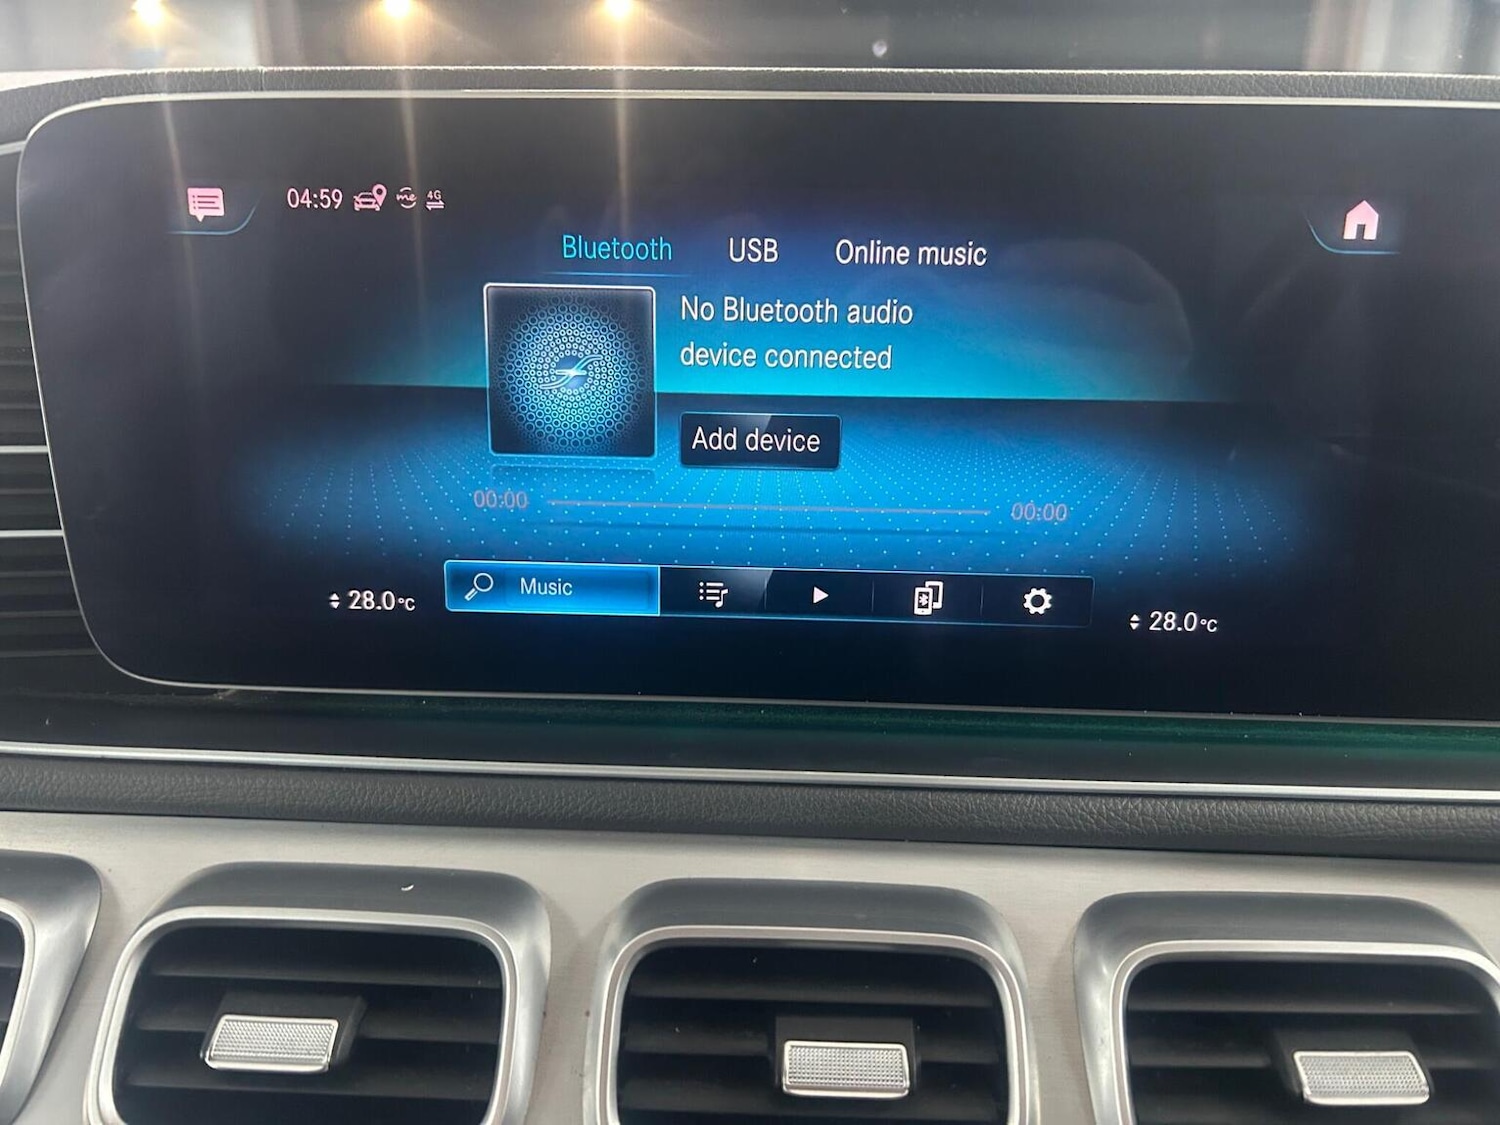 04:59 me 4G
Bluetooth USB Online music
No Bluetooth audio
device connected
Add device
00:00 00:00
Music
28.0°C 28.0°C